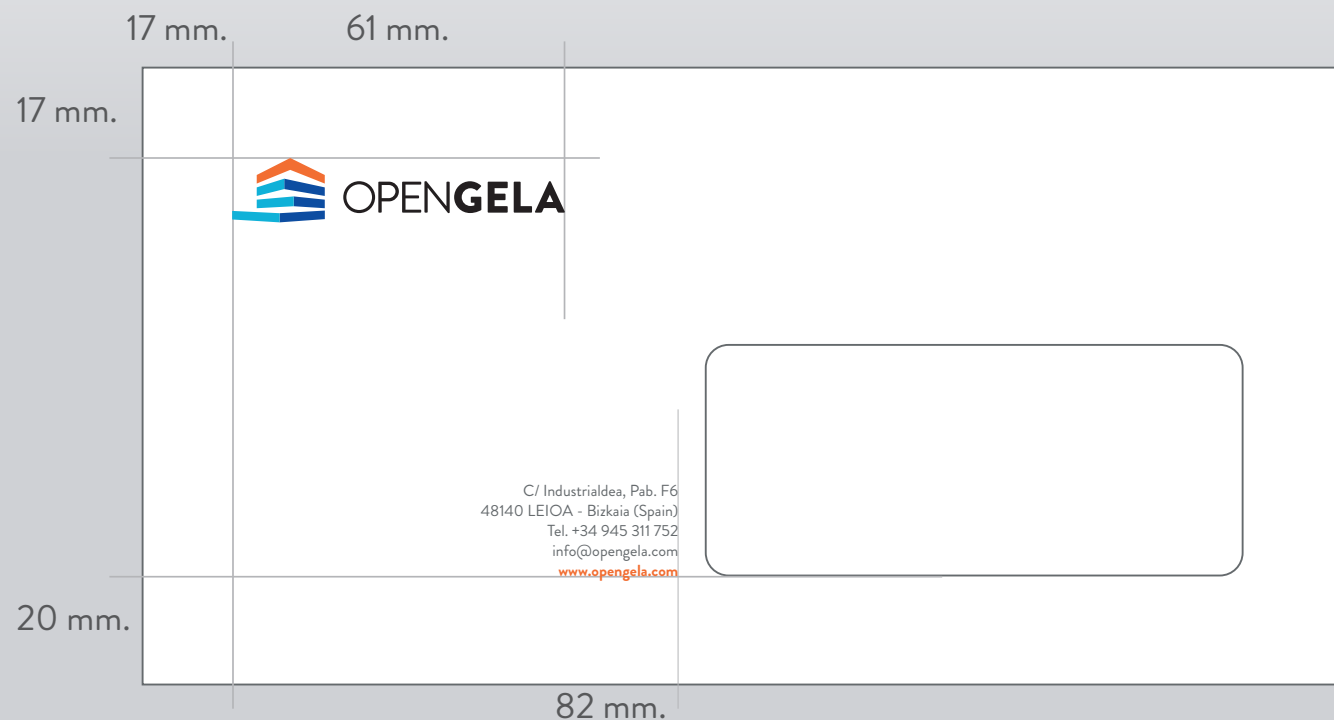 17 mm.
61 mm.
17 mm.
OPENGELA
C/ Industrialdea, Pab. F6
48140 LEIOA - Bizkaia (Spain)
Tel. +34 945 311 752
info@opengela.com
www.opengela.com
20 mm.
82 mm.